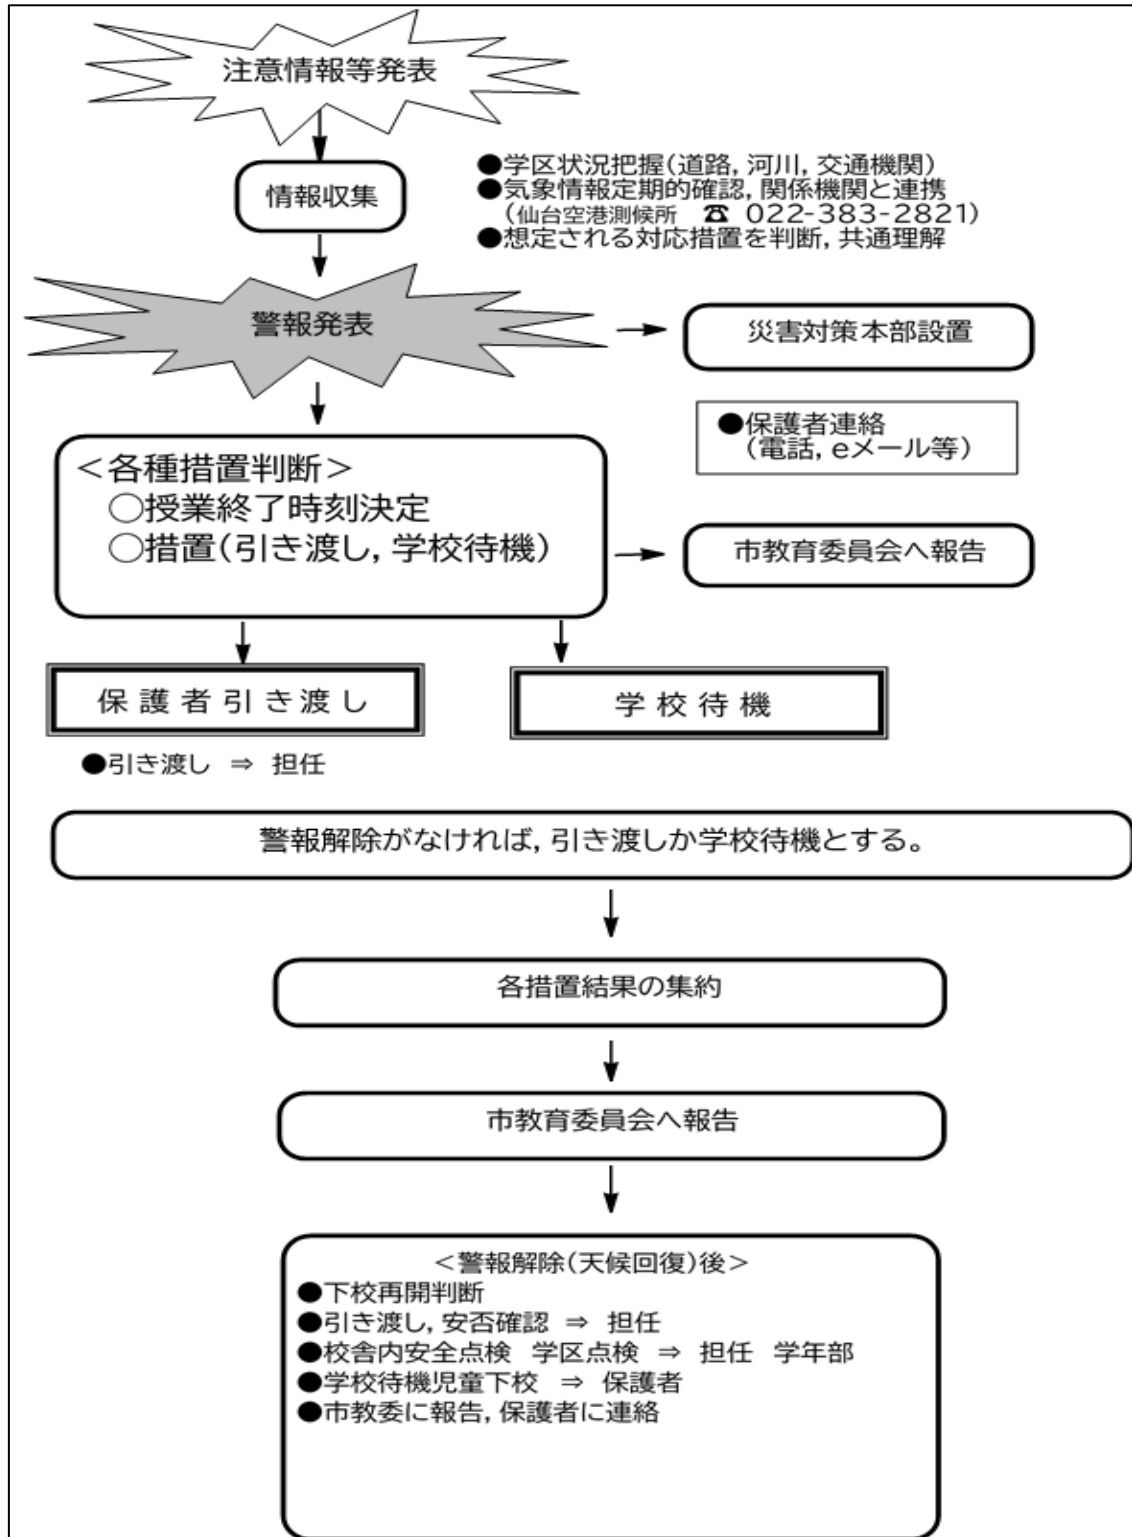 注意情報等発表
情報収集
●学区状況把握(道路,河川,交通機関)
●気象情報定期的確認,関係機関と連携
(仙台空港測候所 ☎ 022-383-2821)
●想定される対応措置を判断,共通理解
警報発表
災害対策本部設置
●保護者連絡
(電話,eメール等)
<各種措置判断>
○授業終了時刻決定
○措置(引き渡し,学校待機)
市教育委員会へ報告
保護者引き渡し
学校待機
●引き渡し ⇒ 担任
警報解除がなければ,引き渡しか学校待機とする。
各措置結果の集約
市教育委員会へ報告
<警報解除(天候回復)後>
●下校再開判断
●引き渡し,安否確認 ⇒ 担任
●校舎内安全点検 学区点検 ⇒ 担任 学年部
●学校待機児童下校 ⇒ 保護者
●市教委に報告,保護者に連絡